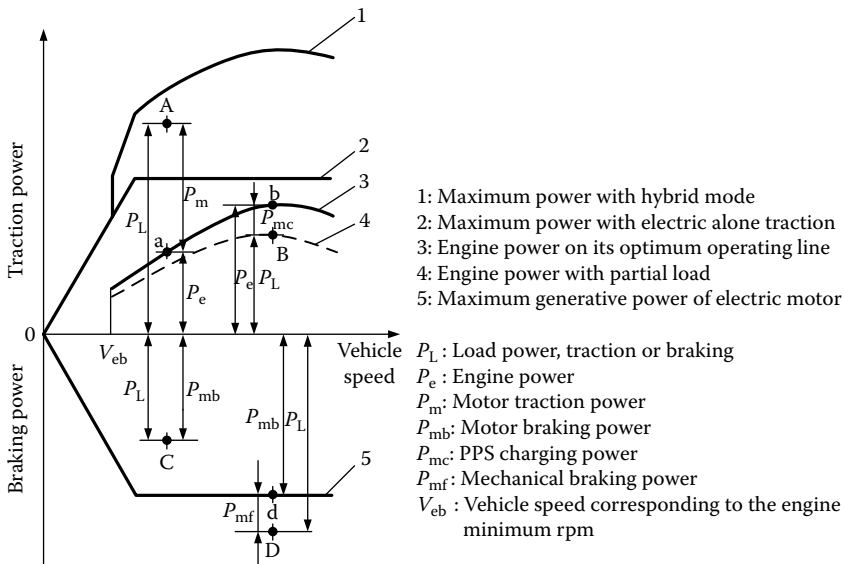 1
A
2
Traction power
P_m
b
3
P_L
P_mc
4
a
B
P_e P_L
P_e
0
V_eb
Vehicle speed
P_L
P_mb
P_mb P_L
Braking power
C
5
d
P_mf
D
1: Maximum power with hybrid mode
2: Maximum power with electric alone traction
3: Engine power on its optimum operating line
4: Engine power with partial load
5: Maximum generative power of electric motor
P_L : Load power, traction or braking
P_e : Engine power
P_m: Motor traction power
P_mb: Motor braking power
P_mc: PPS charging power
P_mf: Mechanical braking power
V_eb : Vehicle speed corresponding to the engine
minimum rpm